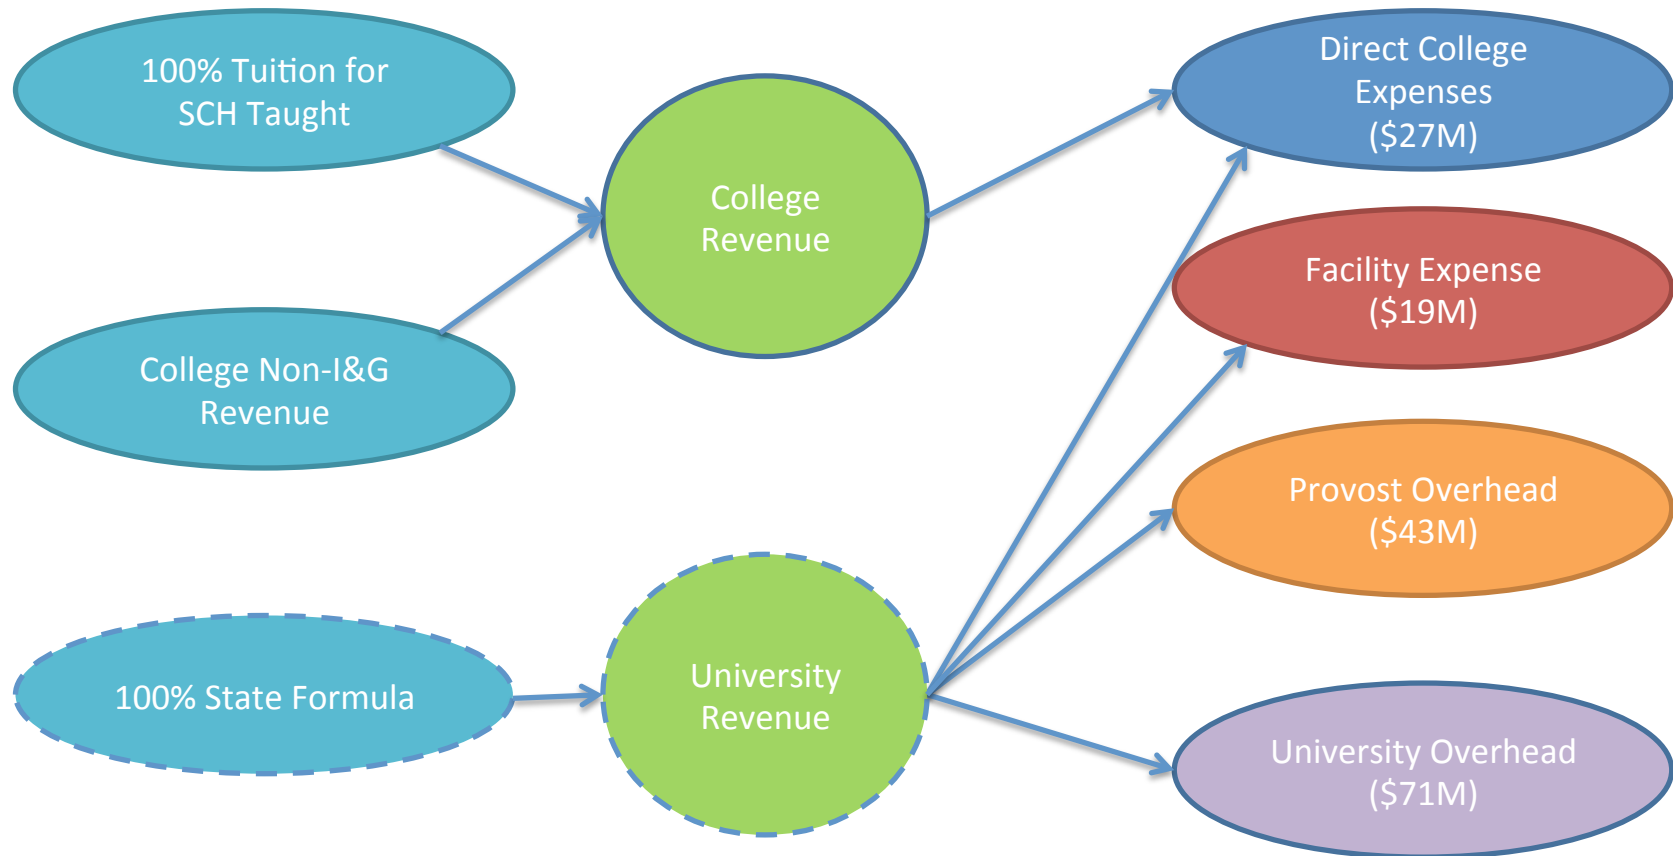 100% Tuition for
SCH Taught
College Non-I&G
Revenue
100% State Formula
College
Revenue
University
Revenue
Direct College
Expenses
($27M)
Facility Expense
($19M)
Provost Overhead
($43M)
University Overhead
($71M)